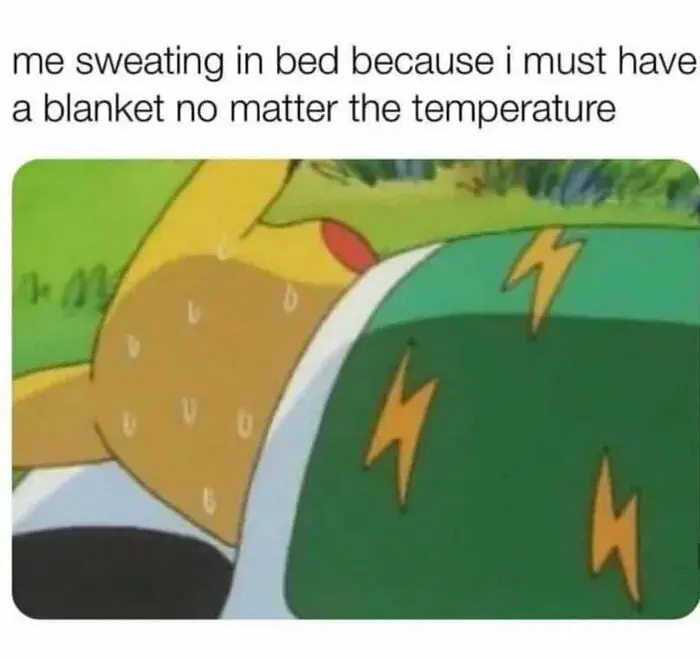 me sweating in bed because i must have
a blanket no matter the temperature